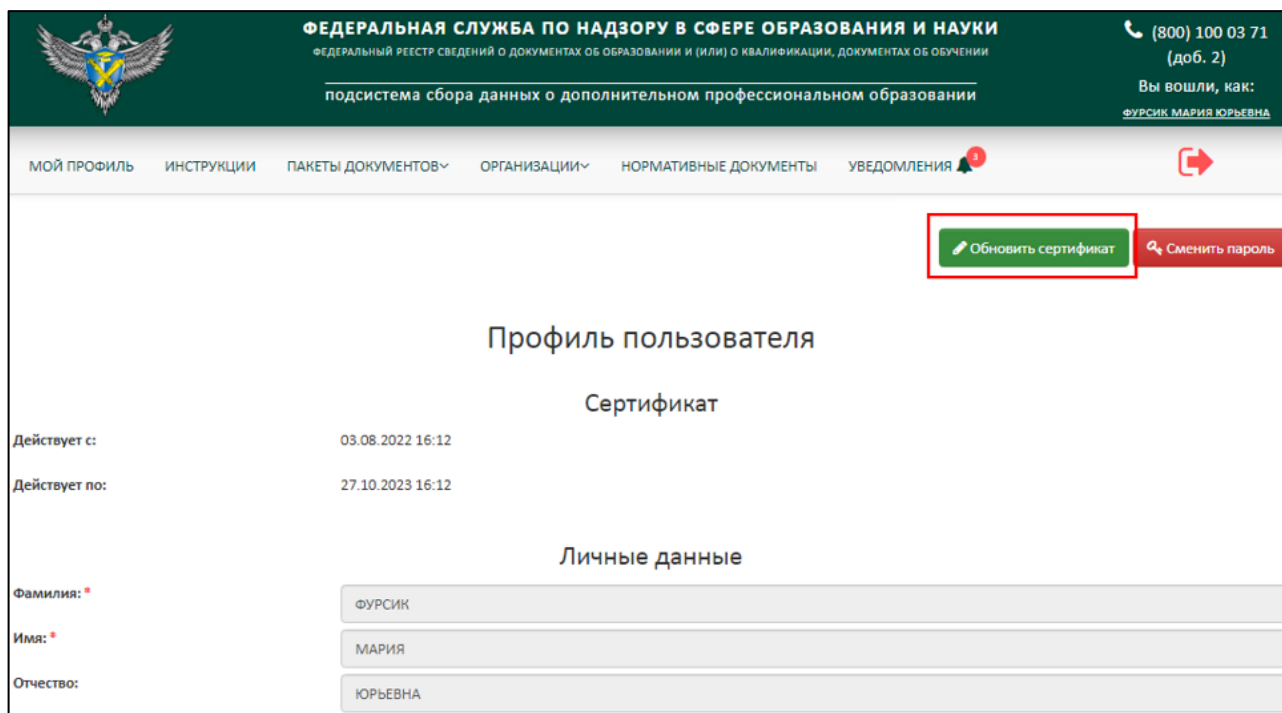 ФЕДЕРАЛЬНАЯ СЛУЖБА ПО НАДЗОРУ В СФЕРЕ ОБРАЗОВАНИЯ И НАУКИ
ФЕДЕРАЛЬНЫЙ РЕЕСТР СВЕДЕНИЙ О ДОКУМЕНТАХ ОБ ОБРАЗОВАНИИ И (ИЛИ) О КВАЛИФИКАЦИИ, ДОКУМЕНТАХ ОБ ОБУЧЕНИИ
подсистема сбора данных о дополнительном профессиональном образовании
(800) 100 03 71
(доб. 2)
Вы вошли, как:
ФУРСИК МАРИЯ ЮРЬЕВНА
МОЙ ПРОФИЛЬ ИНСТРУКЦИИ ПАКЕТЫ ДОКУМЕНТОВ ОРГАНИЗАЦИИ НОРМАТИВНЫЕ ДОКУМЕНТЫ УВЕДОМЛЕНИЯ 3
Обновить сертификат Сменить пароль
Профиль пользователя
Сертификат
Действует с: 03.08.2022 16:12
Действует по: 27.10.2023 16:12
Личные данные
Фамилия: * ФУРСИК
Имя: * МАРИЯ
Отчество: ЮРЬЕВНА